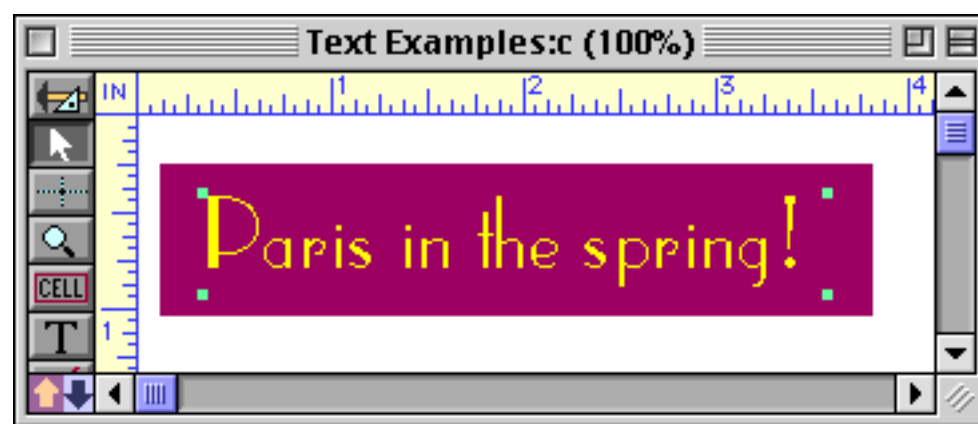 Text Examples:c (100%)
IN 1 2 3 4
Paris in the spring!
CELL
T
1